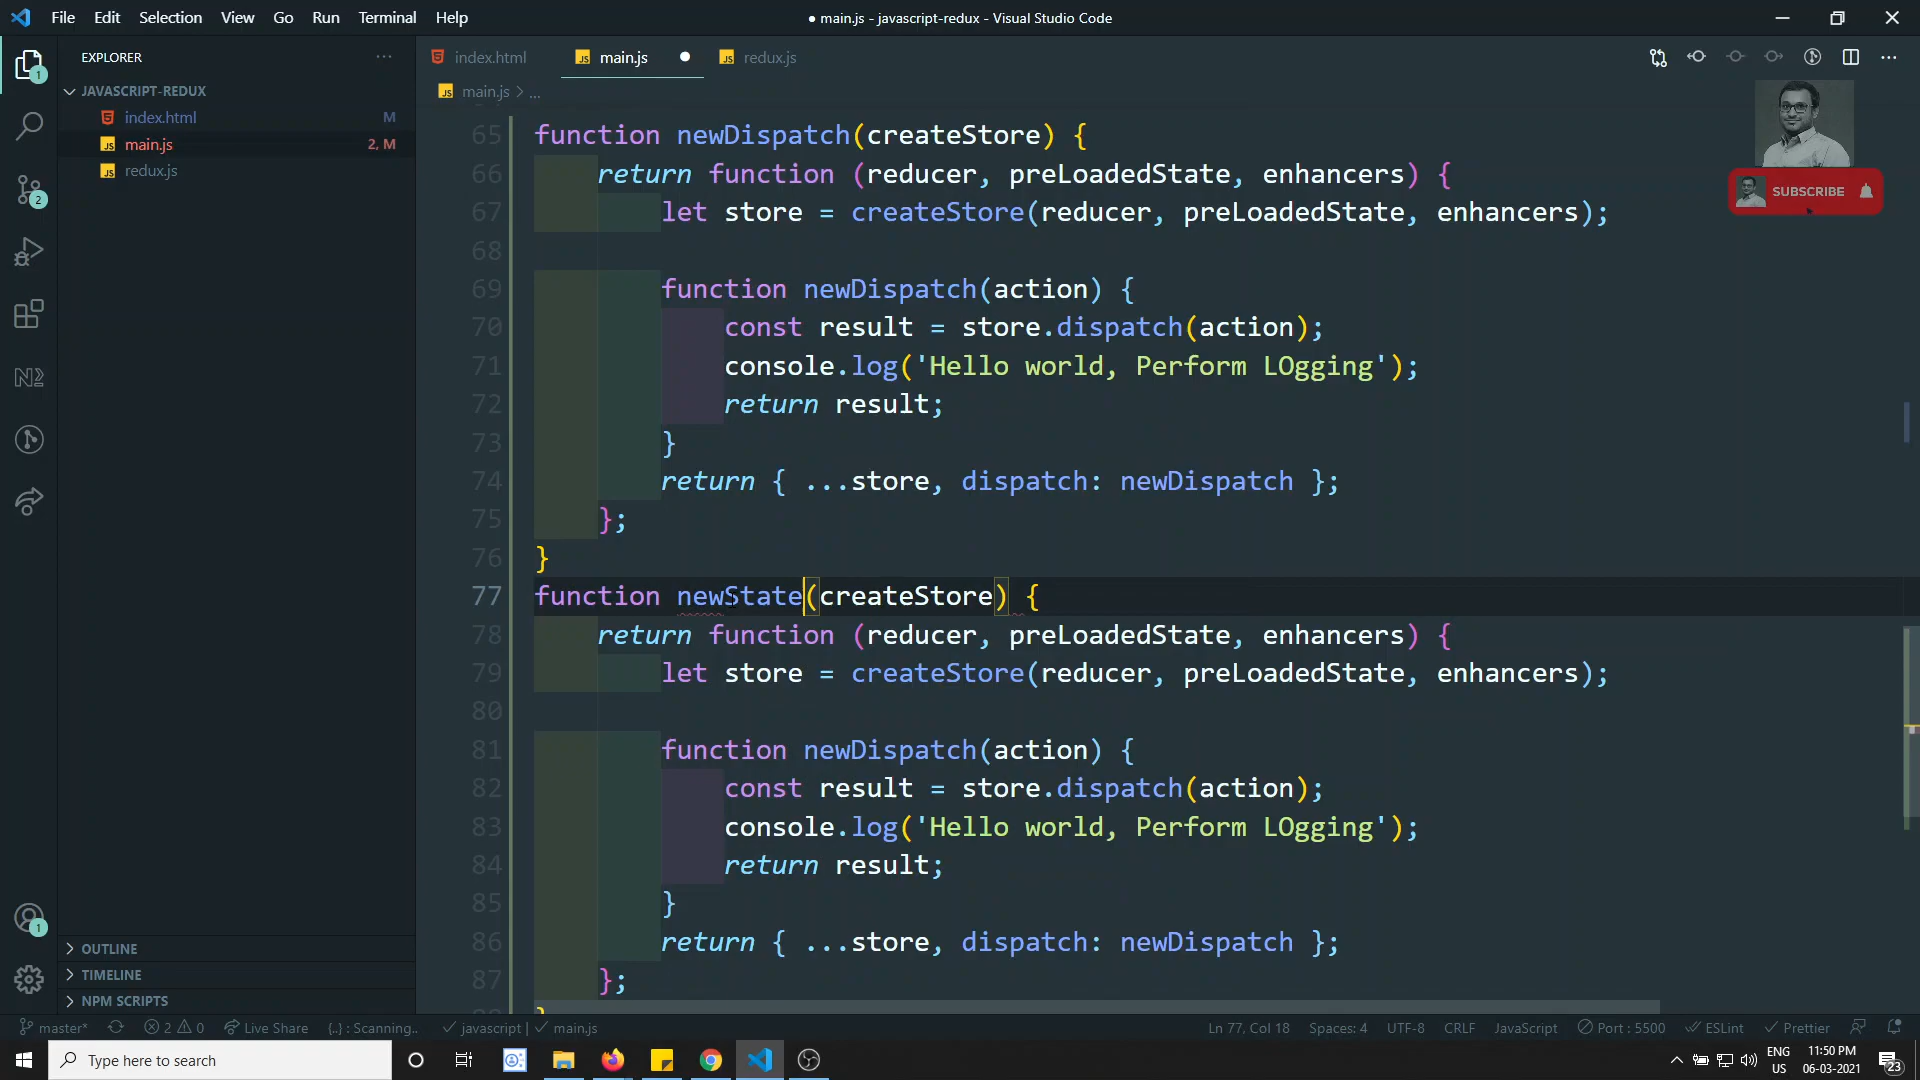 File Edit Selection View Go Run Terminal Help
● main.js - javascript-redux - Visual Studio Code
EXPLORER
JAVASCRIPT-REDUX
index.html M
main.js 2, M
redux.js
OUTLINE
TIMELINE
NPM SCRIPTS
1
2
1
index.html main.js redux.js
main.js > ...
SUBSCRIBE
65 function newDispatch(createStore) {
66 return function (reducer, preLoadedState, enhancers) {
67 let store = createStore(reducer, preLoadedState, enhancers);
68
69 function newDispatch(action) {
70 const result = store.dispatch(action);
71 console.log('Hello world, Perform LOgging');
72 return result;
73 }
74 return { ...store, dispatch: newDispatch };
75 };
76 }
77 function newState(createStore) {
78 return function (reducer, preLoadedState, enhancers) {
79 let store = createStore(reducer, preLoadedState, enhancers);
80
81 function newDispatch(action) {
82 const result = store.dispatch(action);
83 console.log('Hello world, Perform LOgging');
84 return result;
85 }
86 return { ...store, dispatch: newDispatch };
87 };
master* 2 0 Live Share {..} : Scanning.. javascript | main.js Ln 77, Col 18 Spaces: 4 UTF-8 CRLF JavaScript Port : 5500 ESLint Prettier
Type here to search
ENG
US
11:50 PM
06-03-2021
23